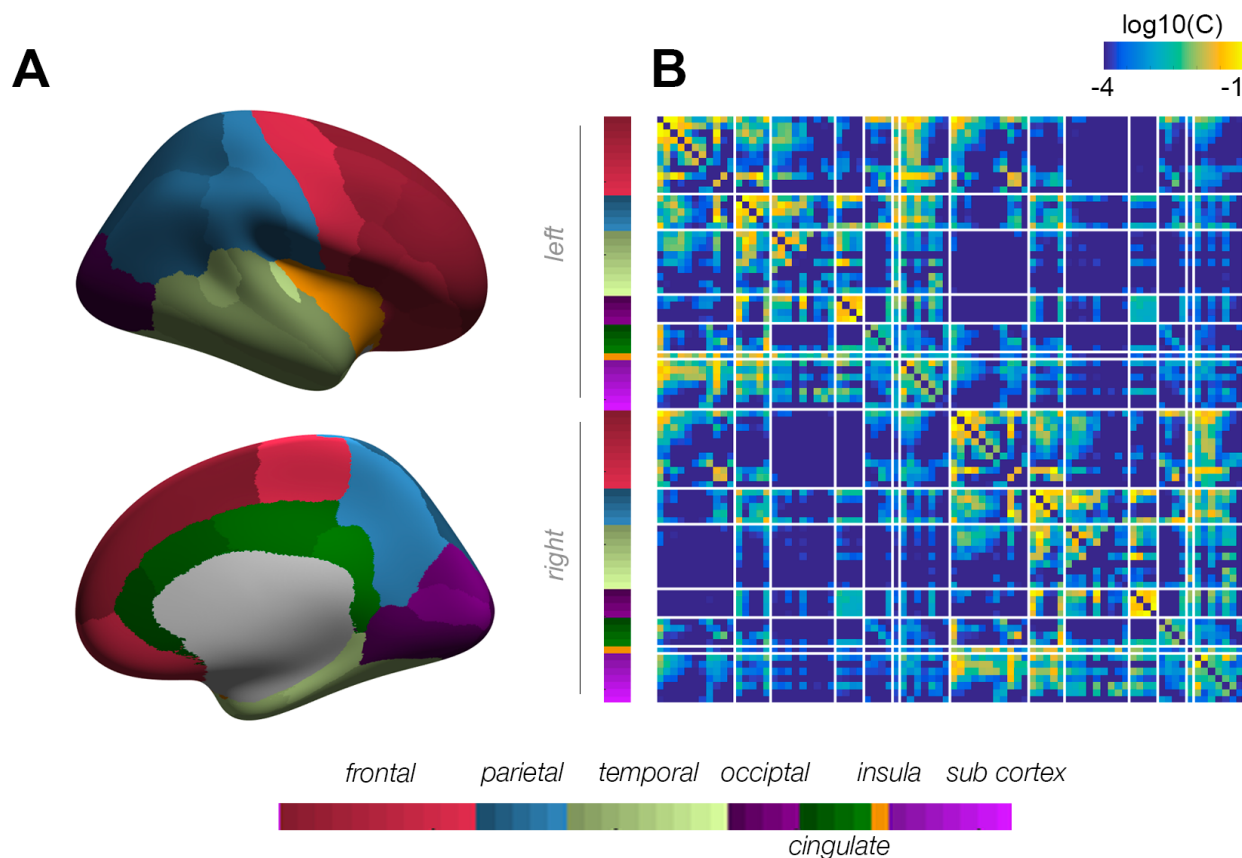 A
B
log10(C)
-4
-1
left
right
frontal
parietal
temporal
occiptal
insula
sub cortex
cingulate